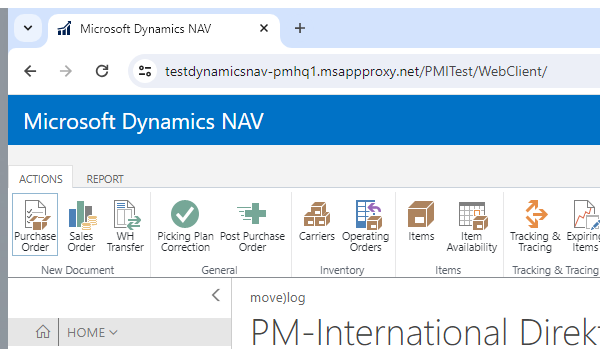 Microsoft Dynamics NAV
testdynamicsnav-pmhq1.msappproxy.net/PMITest/WebClient/
Microsoft Dynamics NAV
ACTIONS REPORT
Purchase Order
Sales Order
WH Transfer
Picking Plan Correction
Post Purchase Order
Carriers
Operating Orders
Items
Item Availability
Tracking & Tracing
Expiring Items
New Document
General
Inventory
Items
Tracking & Tracing
move)log
HOME
PM-International Direkt